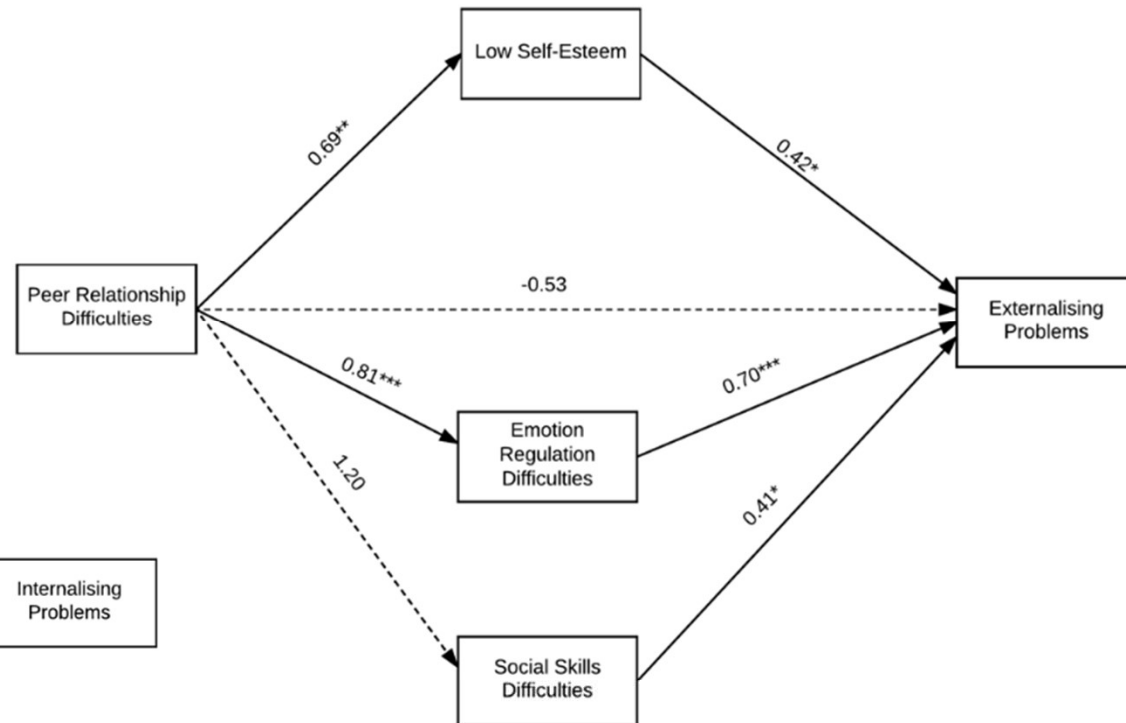 Low Self-Esteem
0.69**
0.42*
Peer Relationship
Difficulties
-0.53
Externalising
Problems
0.81***
0.70***
Emotion
Regulation
Difficulties
1.20
0.41*
Internalising
Problems
Social Skills
Difficulties